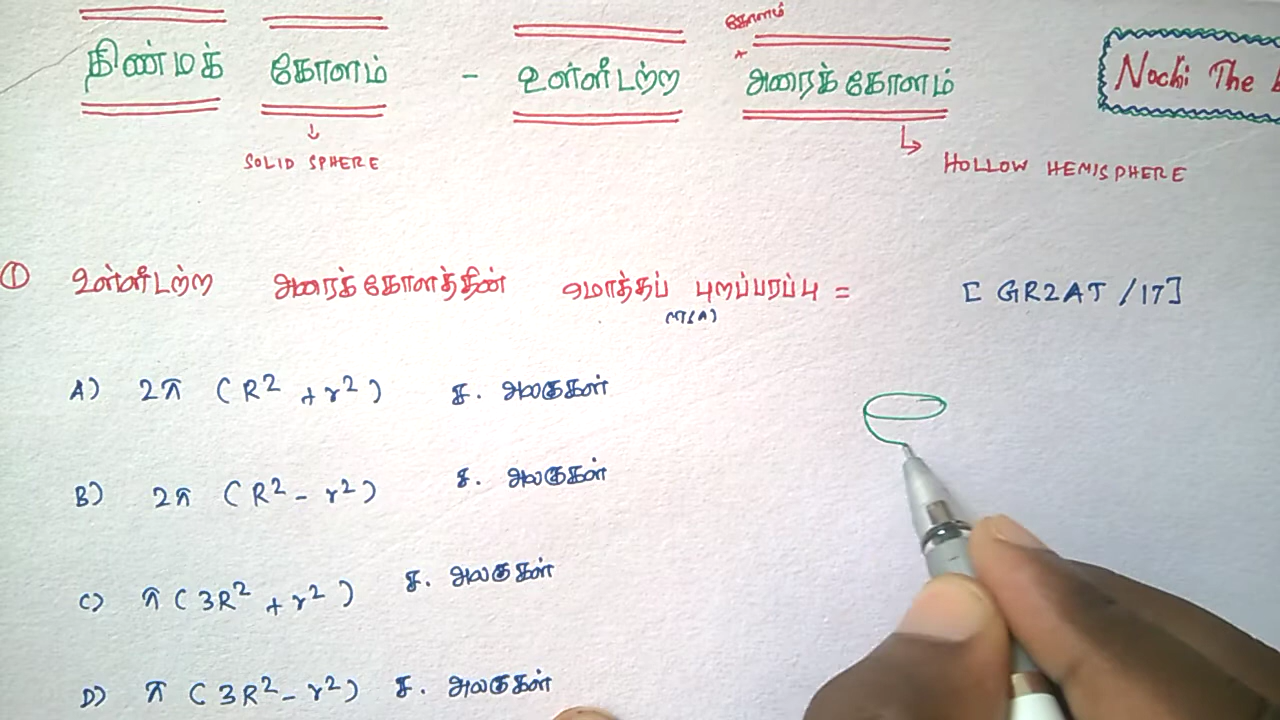 கோளம்
திண்மக் கோளம் - உள்ளீடற்ற அரைக்கோளம்
Nochi The
SOLID SPHERE
HOLLOW HEMISPHERE
① உள்ளீடற்ற அரைக்கோளத்தின் மொத்தப் புறப்பரப்பு = [GR2AT/17]
(TSA)
A) 2π (R² + r²) ச. அலகுகள்
B) 2π (R² - r²) ச. அலகுகள்
C) π (3R² + r²) ச. அலகுகள்
D) π (3R² - r²) ச. அலகுகள்